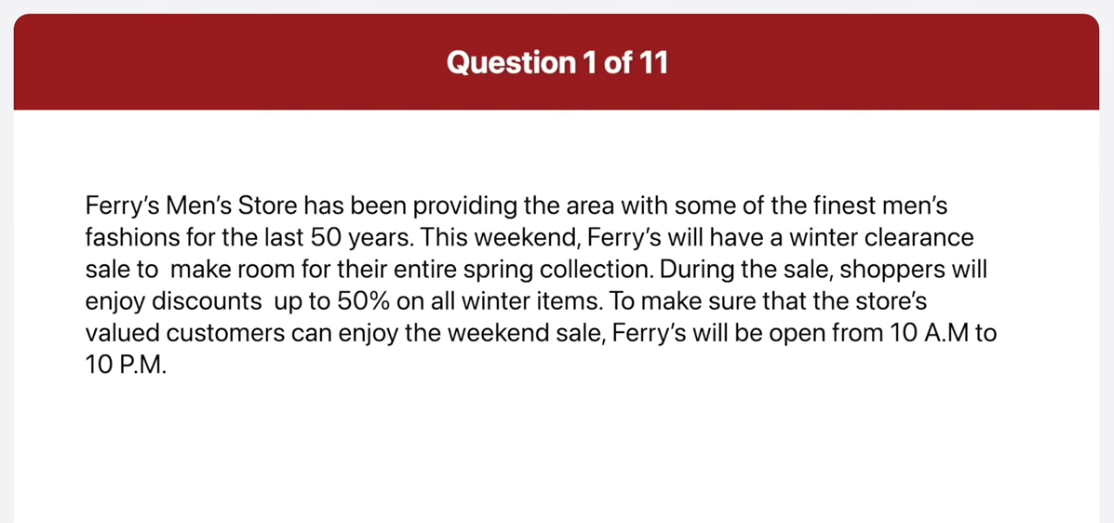 Question 1 of 11
Ferry's Men's Store has been providing the area with some of the finest men's
fashions for the last 50 years. This weekend, Ferry's will have a winter clearance
sale to  make room for their entire spring collection. During the sale, shoppers will
enjoy discounts  up to 50% on all winter items. To make sure that the store's
valued customers can enjoy the weekend sale, Ferry's will be open from 10 A.M to
10 P.M.